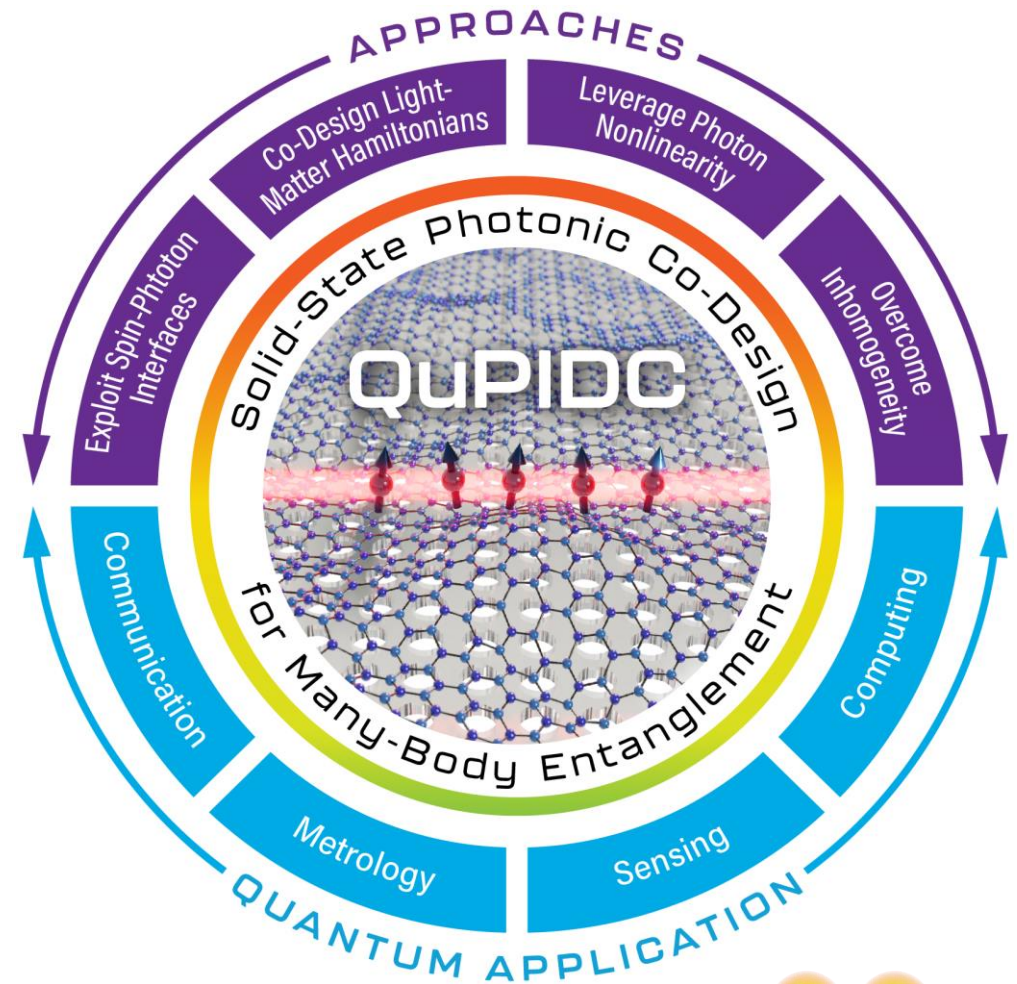 APPROACHES
Exploit Spin-Phtoton
Interfaces
Co-Design Light-
Matter Hamiltonians
Leverage Photon
Nonlinearity
Overcome
Inhomogeneity
Solid-State Photonic Co-Design
QuPIDC
for Many-Body Entanglement
Communication
Metrology
Sensing
Computing
QUANTUM APPLICATION